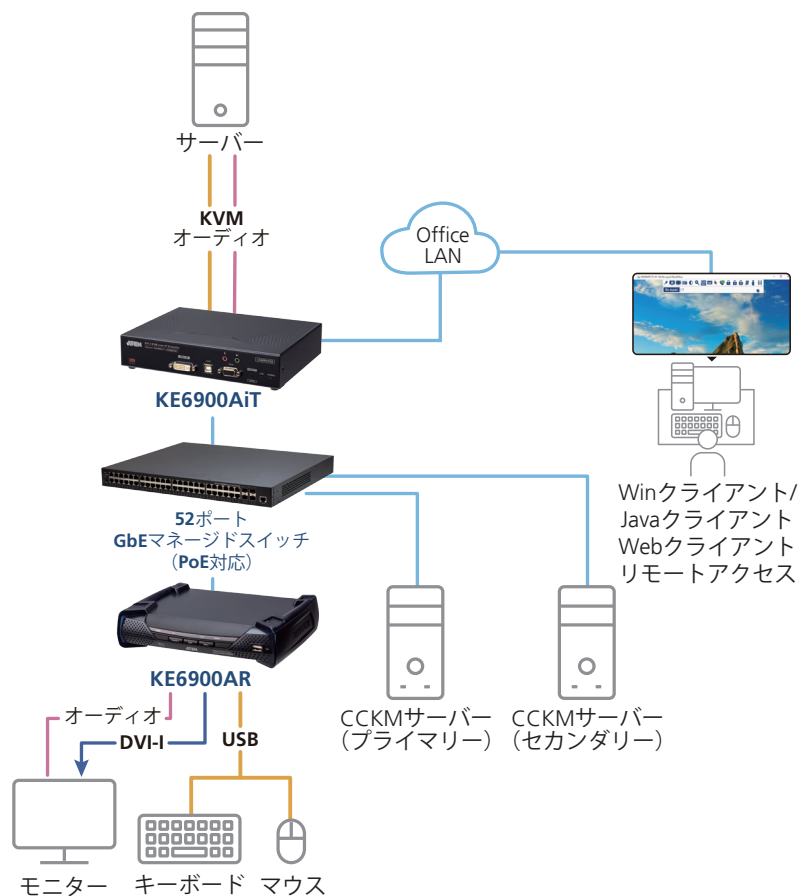 サーバー
KVM
オーディオ
Office
LAN
ATEN
KE6900AiT
52ポート
GbEマネージドスイッチ
（PoE対応）
Winクライアント/
Javaクライアント
Webクライアント
リモートアクセス
KE6900AR
オーディオ
DVI-I
USB
CCKMサーバー
（プライマリー）
CCKMサーバー
（セカンダリー）
モニター
キーボード
マウス